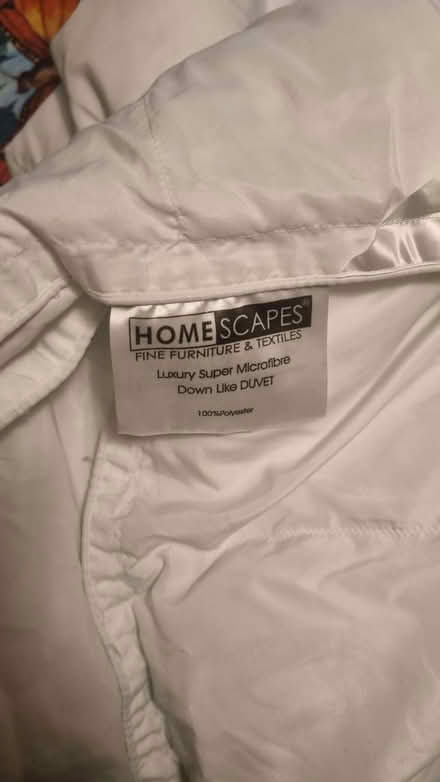 HOMESCAPES®
FINE FURNITURE & TEXTILES
Luxury Super Microfibre
Down Like DUVET
100%Polyester